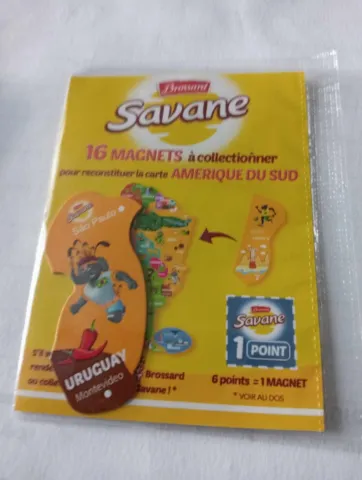 Brossard
Savane
16 MAGNETS à collectionner
pour reconstituer la carte AMÉRIQUE DU SUD
São Paulo
Brossard
Savane
1 POINT
URUGUAY
Montevideo
Brossard
6 points = 1 MAGNET
Savane ! *
* VOIR AU DOS